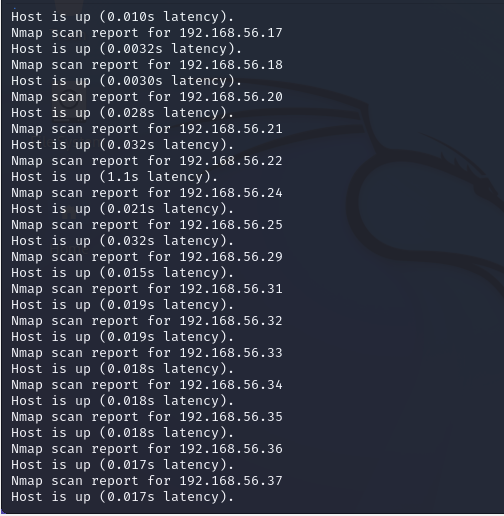 Host is up (0.010s latency).
Nmap scan report for 192.168.56.17
Host is up (0.0032s latency).
Nmap scan report for 192.168.56.18
Host is up (0.0030s latency).
Nmap scan report for 192.168.56.20
Host is up (0.028s latency).
Nmap scan report for 192.168.56.21
Host is up (0.032s latency).
Nmap scan report for 192.168.56.22
Host is up (1.1s latency).
Nmap scan report for 192.168.56.24
Host is up (0.021s latency).
Nmap scan report for 192.168.56.25
Host is up (0.032s latency).
Nmap scan report for 192.168.56.29
Host is up (0.015s latency).
Nmap scan report for 192.168.56.31
Host is up (0.019s latency).
Nmap scan report for 192.168.56.32
Host is up (0.019s latency).
Nmap scan report for 192.168.56.33
Host is up (0.018s latency).
Nmap scan report for 192.168.56.34
Host is up (0.018s latency).
Nmap scan report for 192.168.56.35
Host is up (0.018s latency).
Nmap scan report for 192.168.56.36
Host is up (0.017s latency).
Nmap scan report for 192.168.56.37
Host is up (0.017s latency).